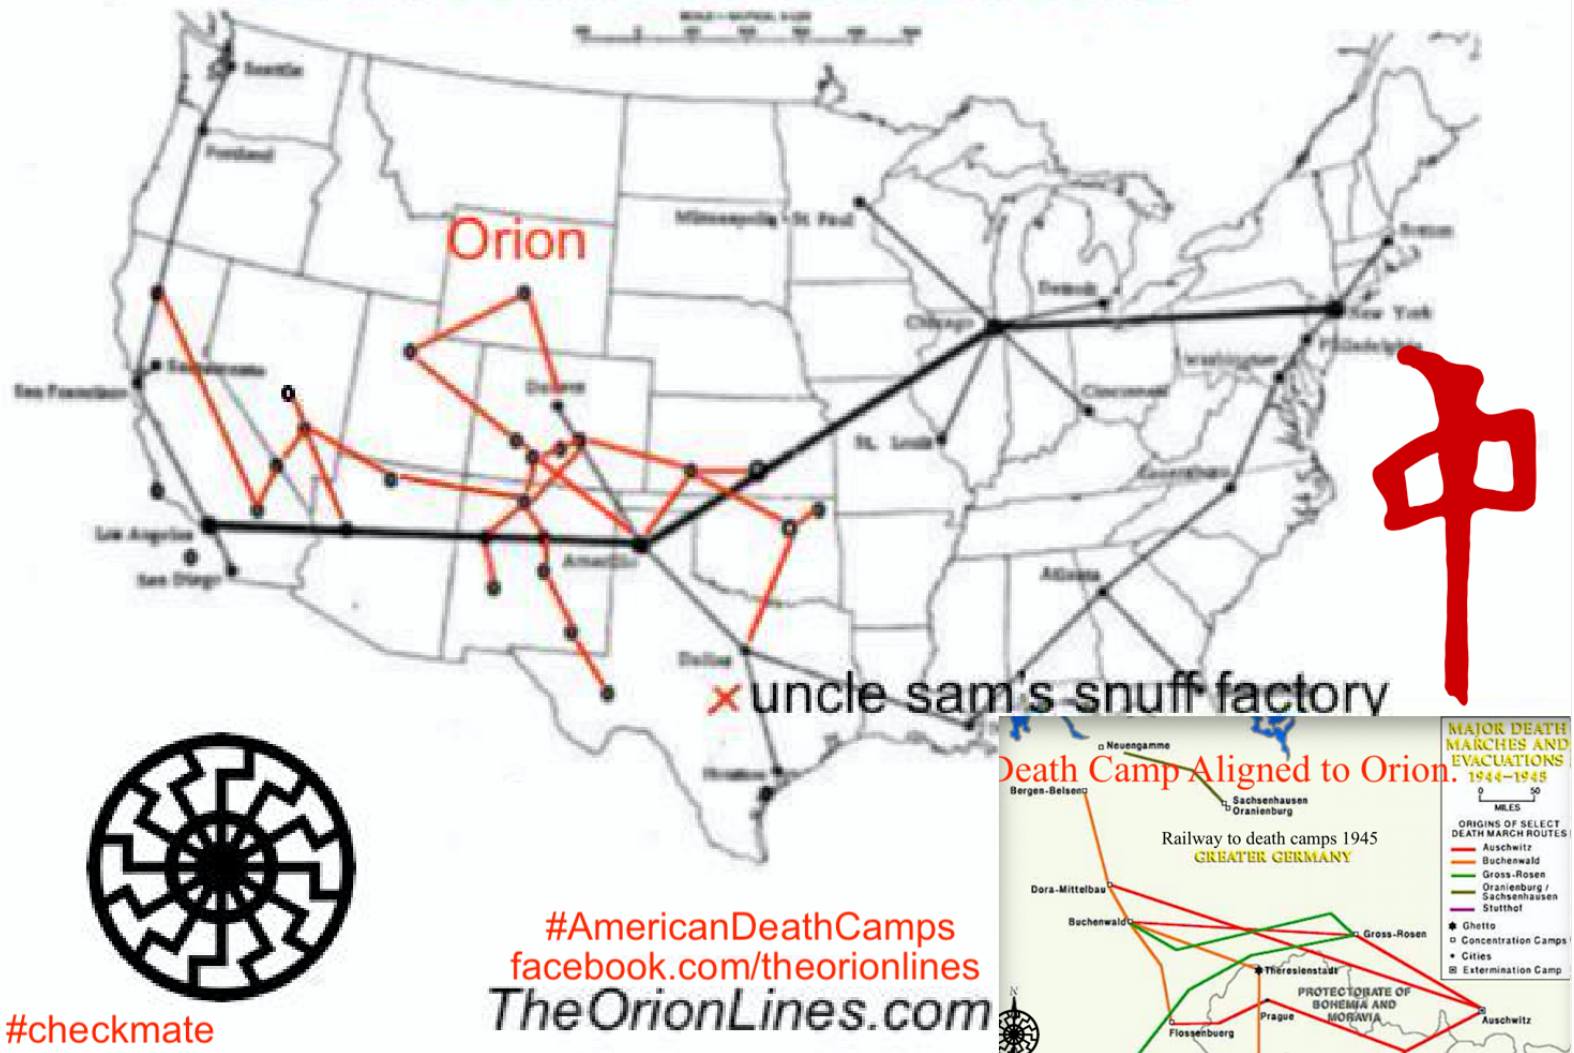 Seattle
Portland
Orion
Minneapolis - St. Paul
Boston
Detroit
Chicago
New York
Philadelphia
Washington
Sacramento
San Francisco
Denver
Cincinnati
St. Louis
Los Angeles
San Diego
Amarillo
Atlanta
Dallas
x uncle sam's snuff factory
Houston
Neuengamme
MAJOR DEATH
MARCHES AND
EVACUATIONS
1944–1945
Death Camp Aligned to Orion.
Bergen-Belsen
Sachsenhausen
Oranienburg
0 50
MILES
Railway to death camps 1945
GREATER GERMANY
ORIGINS OF SELECT
DEATH MARCH ROUTES
Auschwitz
Buchenwald
Gross-Rosen
Oranienburg /
Sachsenhausen
Stutthof
Ghetto
Concentration Camps
Cities
Extermination Camp
Dora-Mittelbau
Buchenwald
Gross-Rosen
Theresienstadt
PROTECTORATE OF
BOHEMIA AND
MORAVIA
Prague
Auschwitz
Flossenbuerg
N
#AmericanDeathCamps
facebook.com/theorionlines
TheOrionLines.com
#checkmate